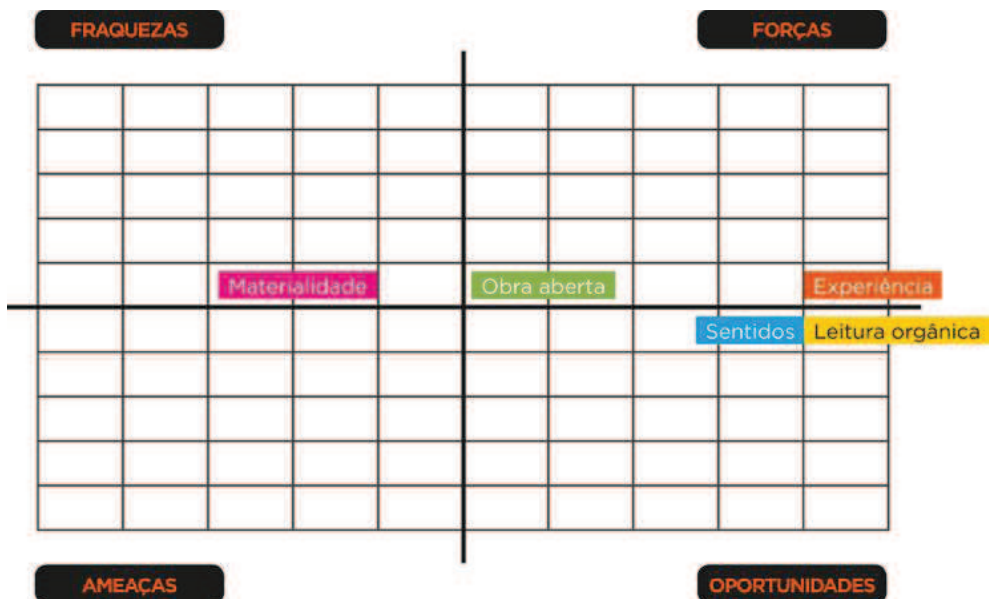 FRAQUEZAS
FORÇAS
Materialidade
Obra aberta
Experiência
Sentidos
Leitura orgânica
AMEAÇAS
OPORTUNIDADES